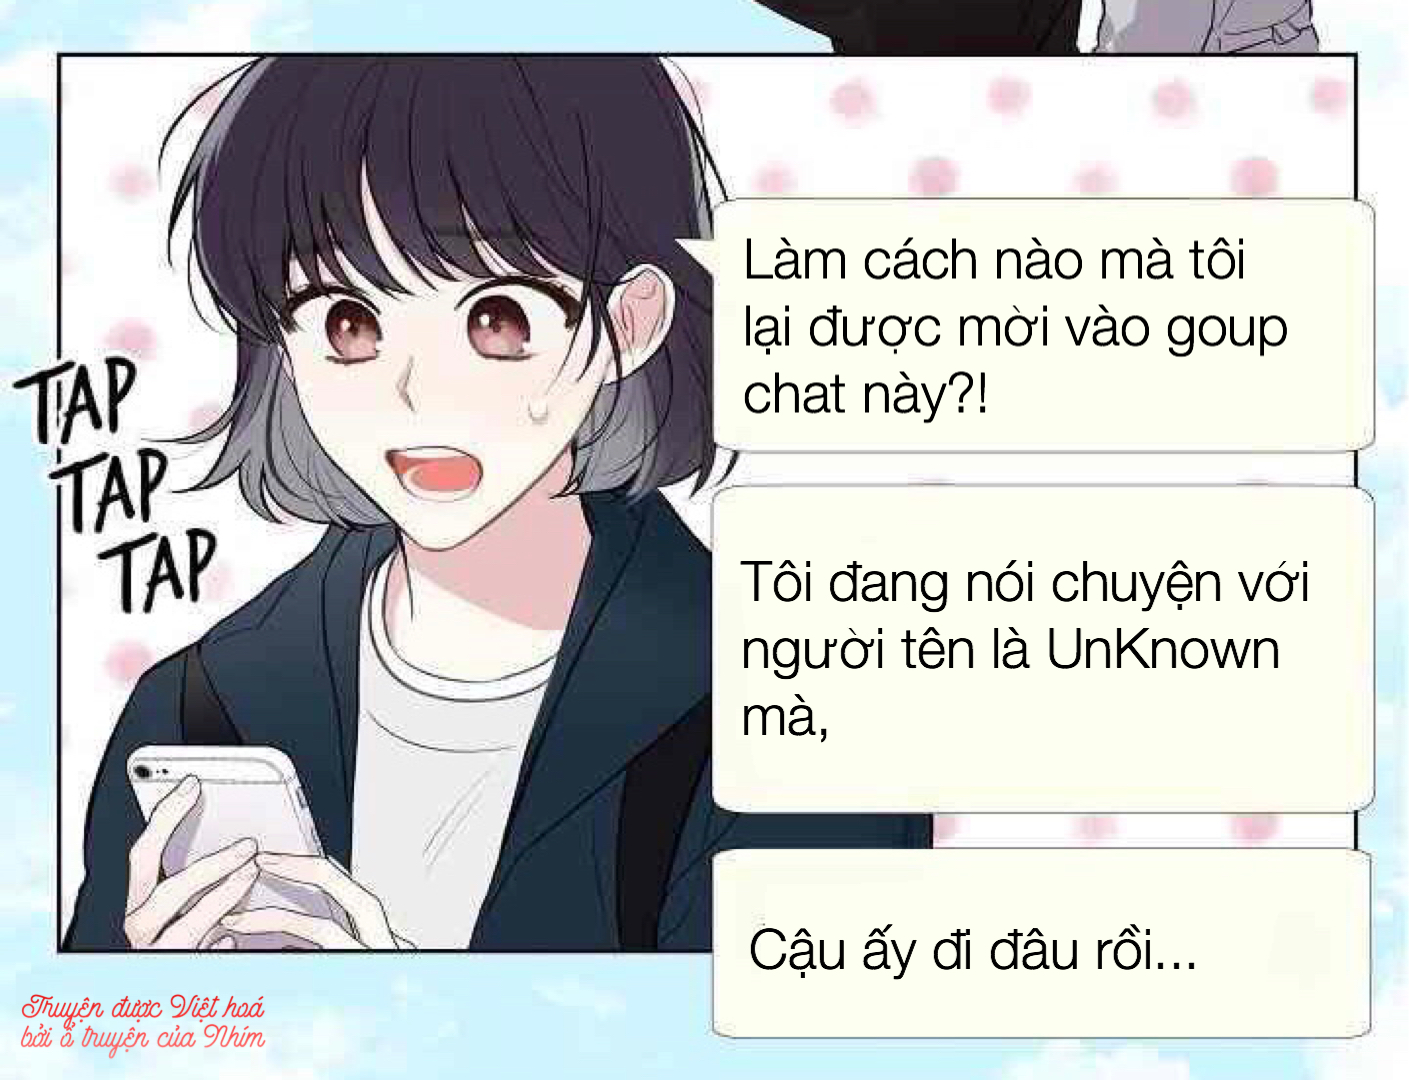 Làm cách nào mà tôi
lại được mời vào goup
chat này?!
TAP
TAP
TAP
Tôi đang nói chuyện với
người tên là UnKnown
mà,
Cậu ấy đi đâu rồi...
Truyện được Việt hoá
bởi ổ truyện của Nhím